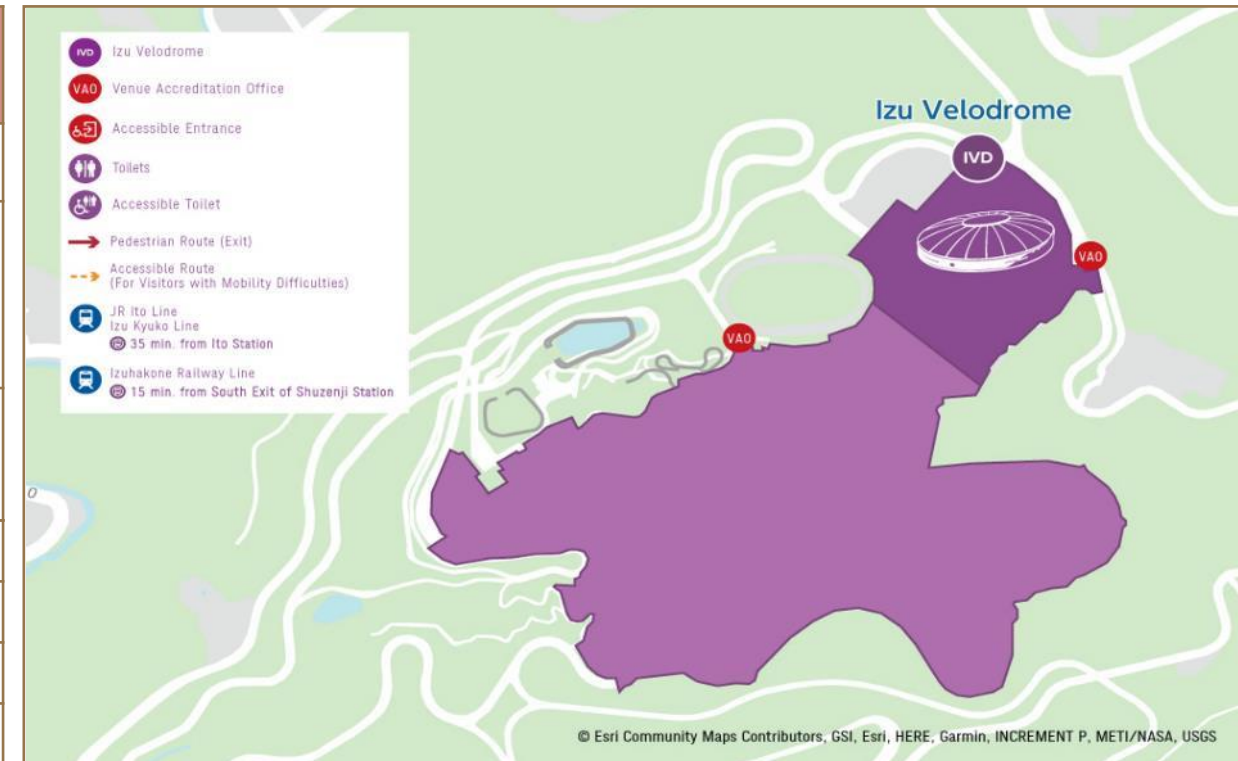 IVD Izu Velodrome
VAO Venue Accreditation Office
Accessible Entrance
Toilets
Accessible Toilet
Pedestrian Route (Exit)
Accessible Route
(For Visitors with Mobility Difficulties)
JR Ito Line
Izu Kyuko Line
35 min. from Ito Station
Izuhakone Railway Line
15 min. from South Exit of Shuzenji Station
Izu Velodrome
IVD
VAO
VAO
0
© Esri Community Maps Contributors, GSI, Esri, HERE, Garmin, INCREMENT P, METI/NASA, USGS